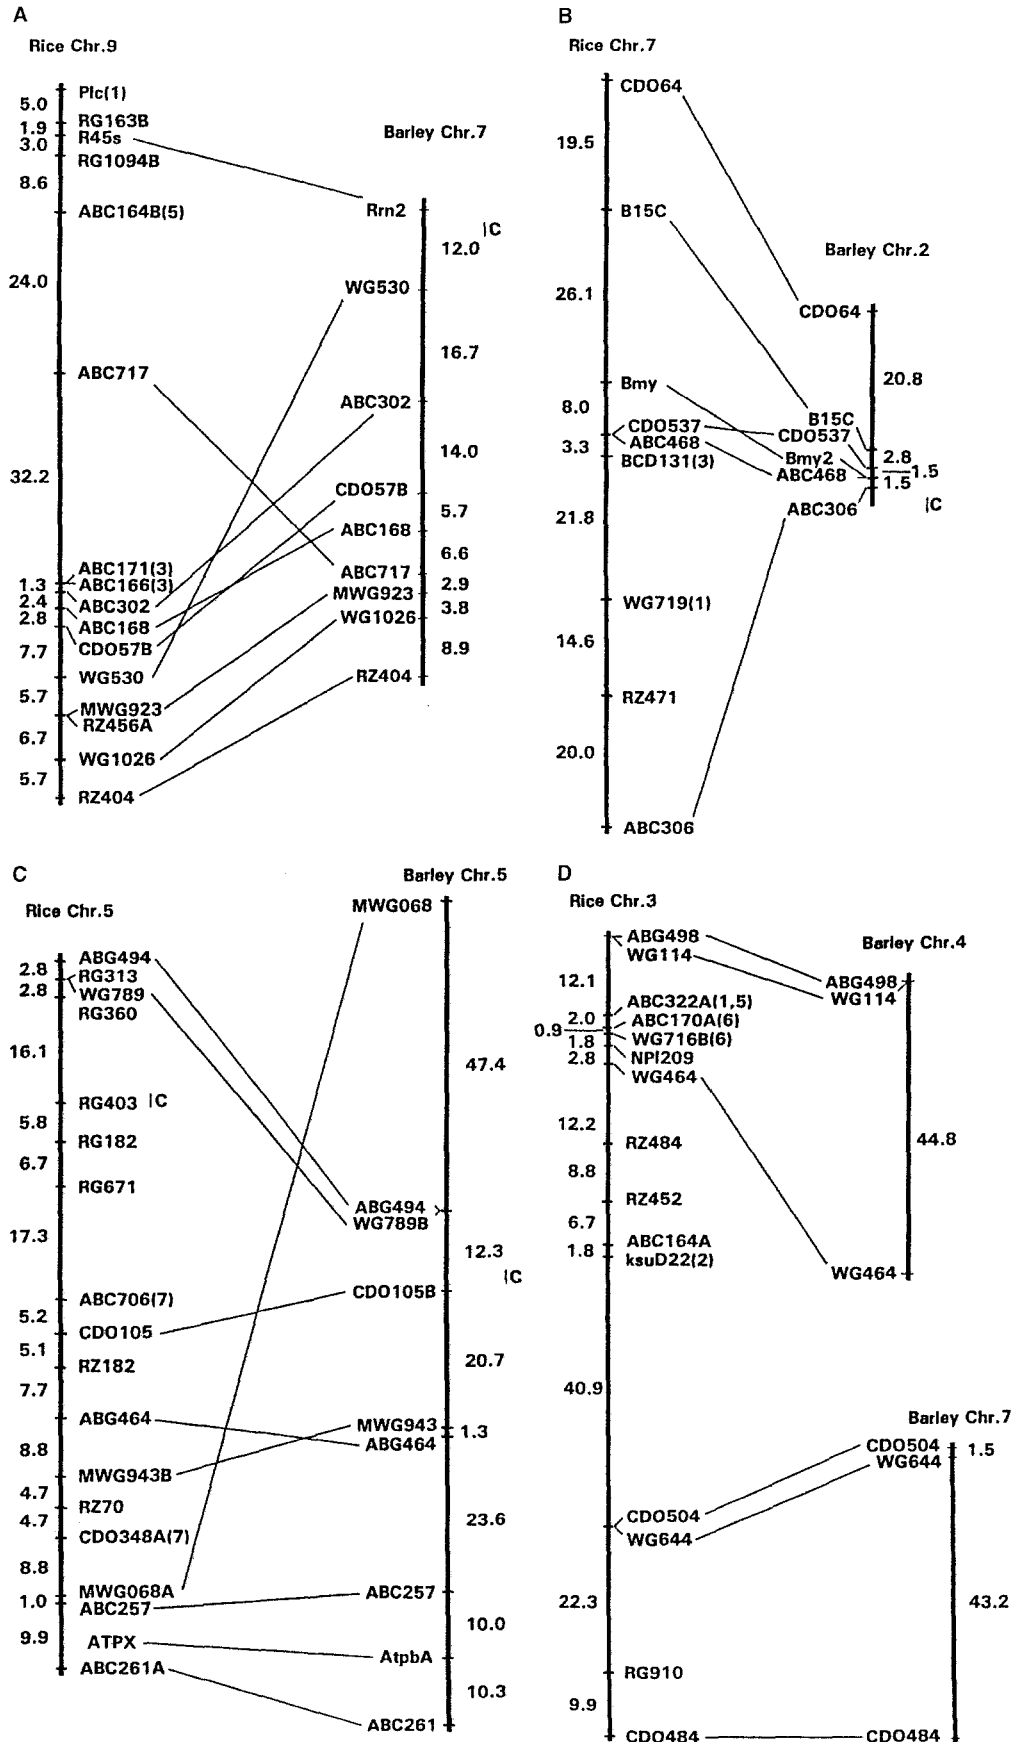 A
Rice Chr.9
Plc(1)
5.0
RG163B
1.9
R45s
3.0
RG1094B
8.6
ABC164B(5)
24.0
ABC717
32.2
ABC171(3)
1.3
ABC166(3)
2.4
ABC302
2.8
ABC168
CDO57B
7.7
WG530
5.7
MWG923
RZ456A
6.7
WG1026
5.7
RZ404
Barley Chr.7
Rrn2
|C
12.0
WG530
16.7
ABC302
14.0
CDO57B
5.7
ABC168
6.6
ABC717
2.9
MWG923
3.8
WG1026
8.9
RZ404
B
Rice Chr.7
CDO64
19.5
B15C
26.1
Bmy
8.0
CDO537
ABC468
3.3
BCD131(3)
21.8
WG719(1)
14.6
RZ471
20.0
ABC306
Barley Chr.2
CDO64
20.8
B15C
CDO537
2.8
Bmy2
1.5
ABC468
1.5
|C
ABC306
C
Rice Chr.5
ABG494
2.8
RG313
2.8
WG789
RG360
16.1
RG403 |C
5.8
RG182
6.7
RG671
17.3
ABC706(7)
5.2
CDO105
5.1
RZ182
7.7
ABG464
8.8
MWG943B
4.7
RZ70
4.7
CDO348A(7)
8.8
MWG068A
1.0
ABC257
9.9
ATPX
ABC261A
Barley Chr.5
MWG068
47.4
ABG494
WG789B
12.3
|C
CDO105B
20.7
MWG943
1.3
ABG464
23.6
ABC257
10.0
AtpbA
10.3
ABC261
D
Rice Chr.3
ABG498
WG114
12.1
ABC322A(1,5)
2.0
ABC170A(6)
0.9
WG716B(6)
1.8
NPI209
2.8
WG464
12.2
RZ484
8.8
RZ452
6.7
ABC164A
1.8
ksuD22(2)
40.9
CDO504
WG644
22.3
RG910
9.9
CDO484
Barley Chr.4
ABG498
WG114
44.8
WG464
Barley Chr.7
CDO504
1.5
WG644
43.2
CDO484